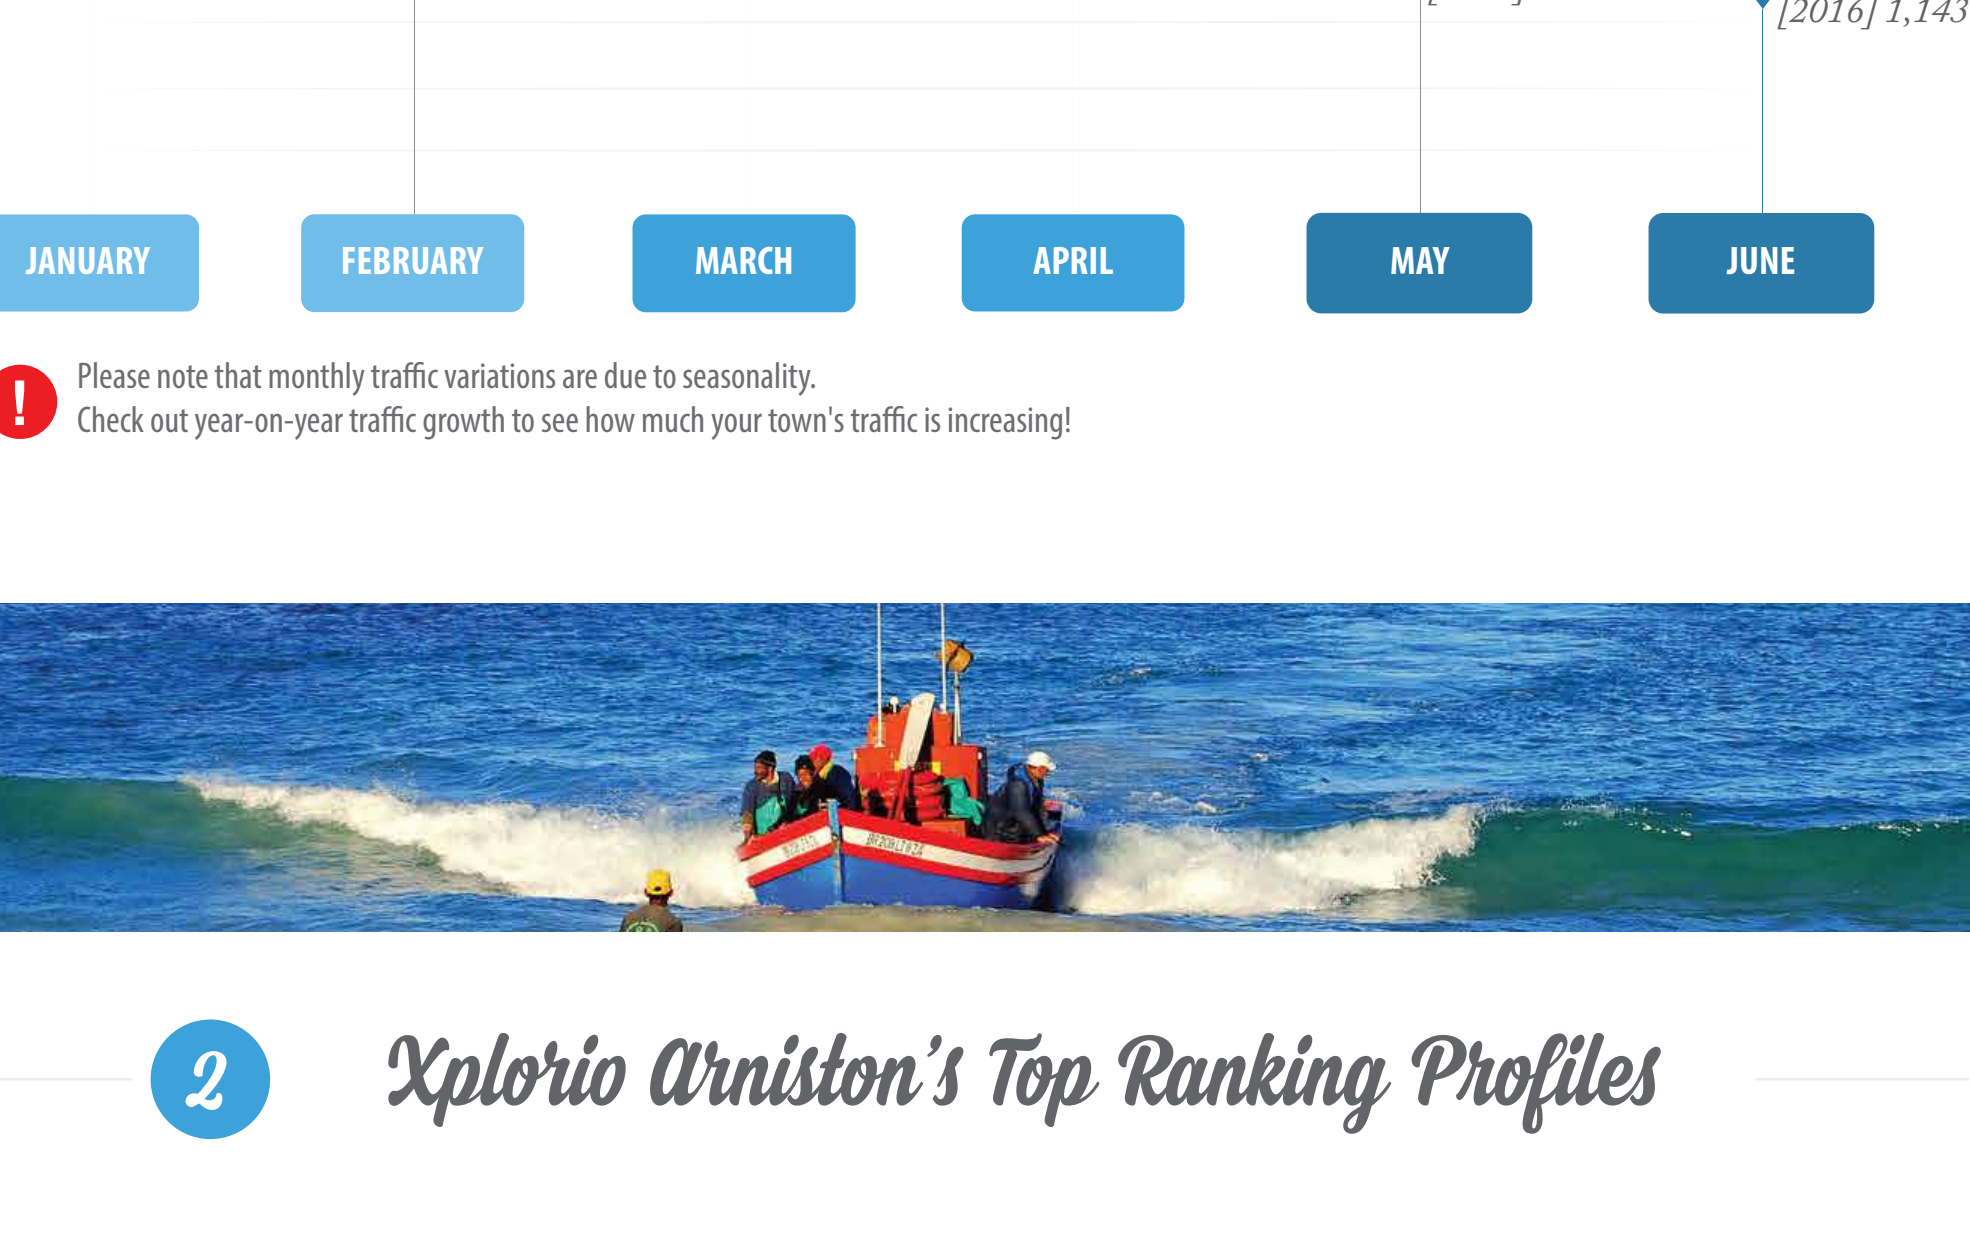 [2016] 1,143
JANUARY
FEBRUARY
MARCH
APRIL
MAY
JUNE
!
Please note that monthly traffic variations are due to seasonality.
Check out year-on-year traffic growth to see how much your town's traffic is increasing!
2
Xplorio Arniston's Top Ranking Profiles